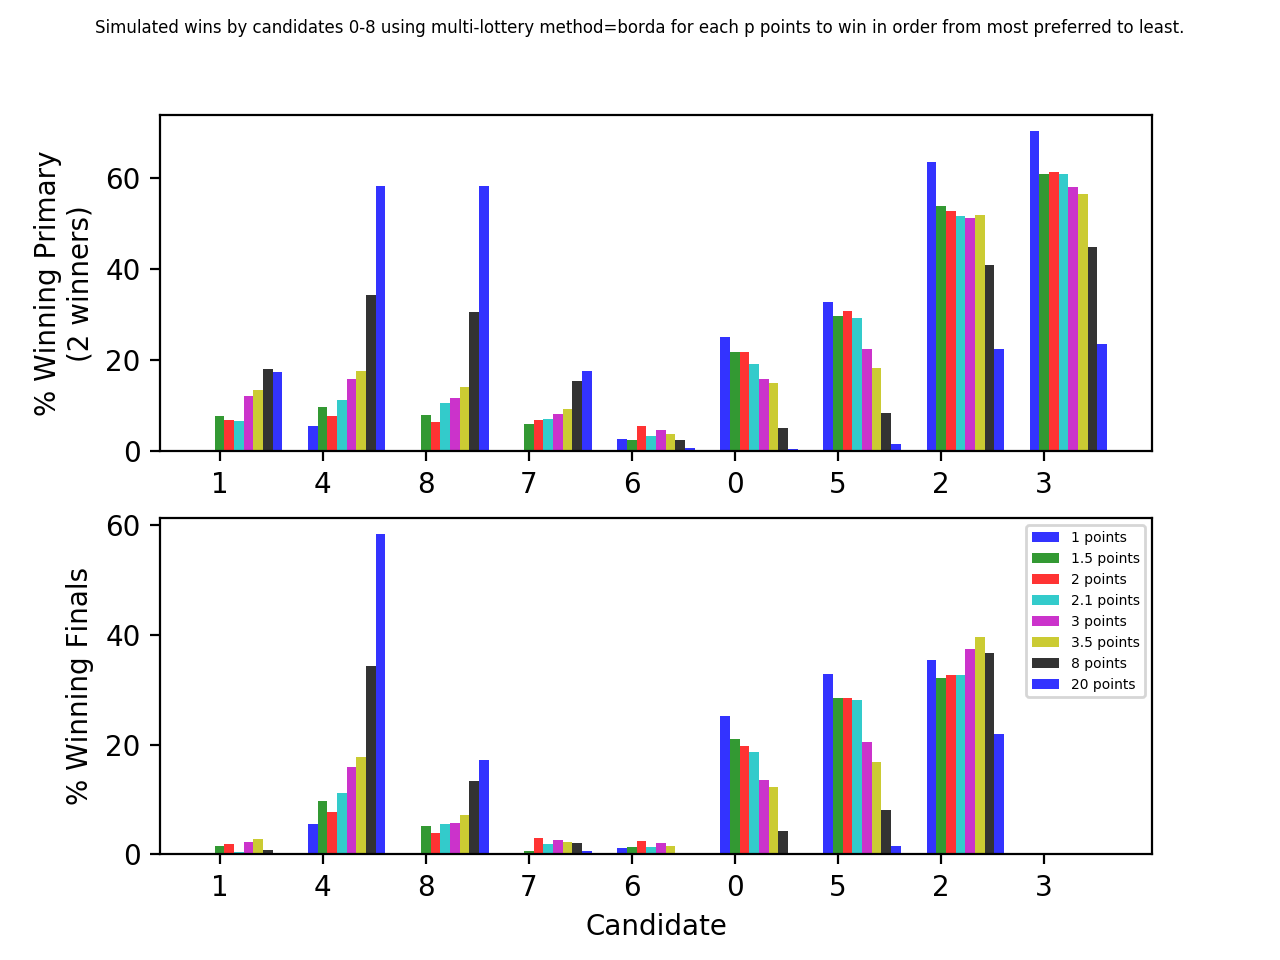 Simulated wins by candidates 0-8 using multi-lottery method=borda for each p points to win in order from most preferred to least.
% Winning Primary
(2 winners)
60
40
20
0
1 4 8 7 6 0 5 2 3
% Winning Finals
60
40
20
0
1 points
1.5 points
2 points
2.1 points
3 points
3.5 points
8 points
20 points
1 4 8 7 6 0 5 2 3
Candidate